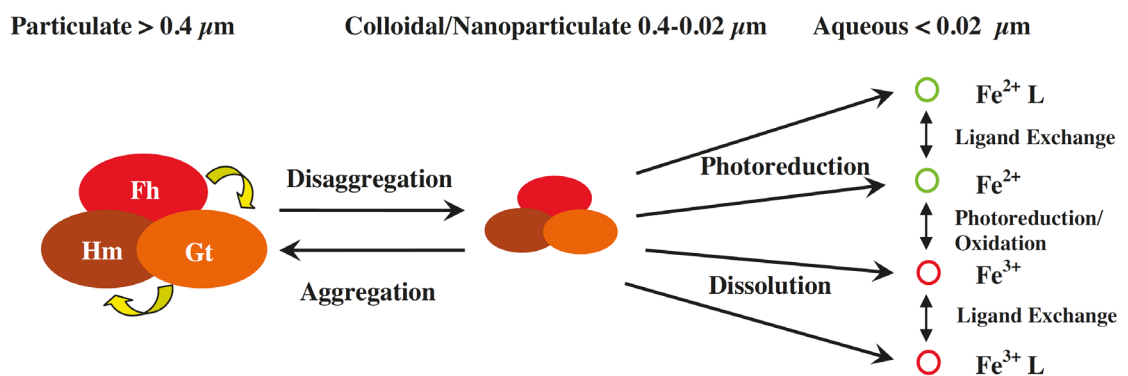 Particulate > 0.4 µm
Colloidal/Nanoparticulate 0.4-0.02 µm
Aqueous < 0.02 µm
Fh
Hm
Gt
Disaggregation
Aggregation
Photoreduction
Dissolution
Fe²⁺ L
Ligand Exchange
Fe²⁺
Photoreduction/
Oxidation
Fe³⁺
Ligand Exchange
Fe³⁺ L